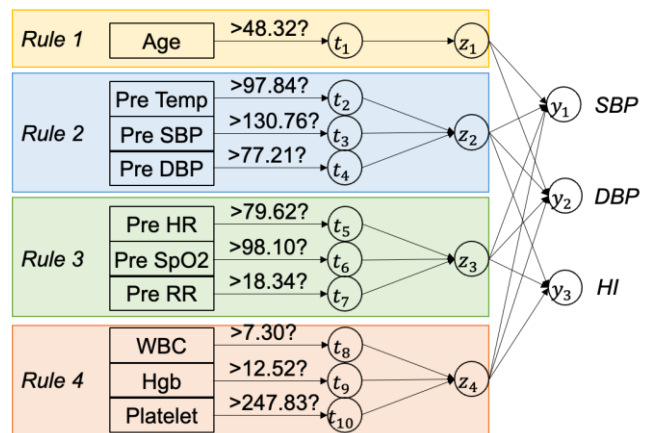 Rule 1 Age >48.32? t₁ z₁
Rule 2
Pre Temp >97.84? t₂
Pre SBP >130.76? t₃ z₂
Pre DBP >77.21? t₄
Rule 3
Pre HR >79.62? t₅
Pre SpO2 >98.10? t₆ z₃
Pre RR >18.34? t₇
Rule 4
WBC >7.30? t₈
Hgb >12.52? t₉ z₄
Platelet >247.83? t₁₀
y₁ SBP
y₂ DBP
y₃ HI